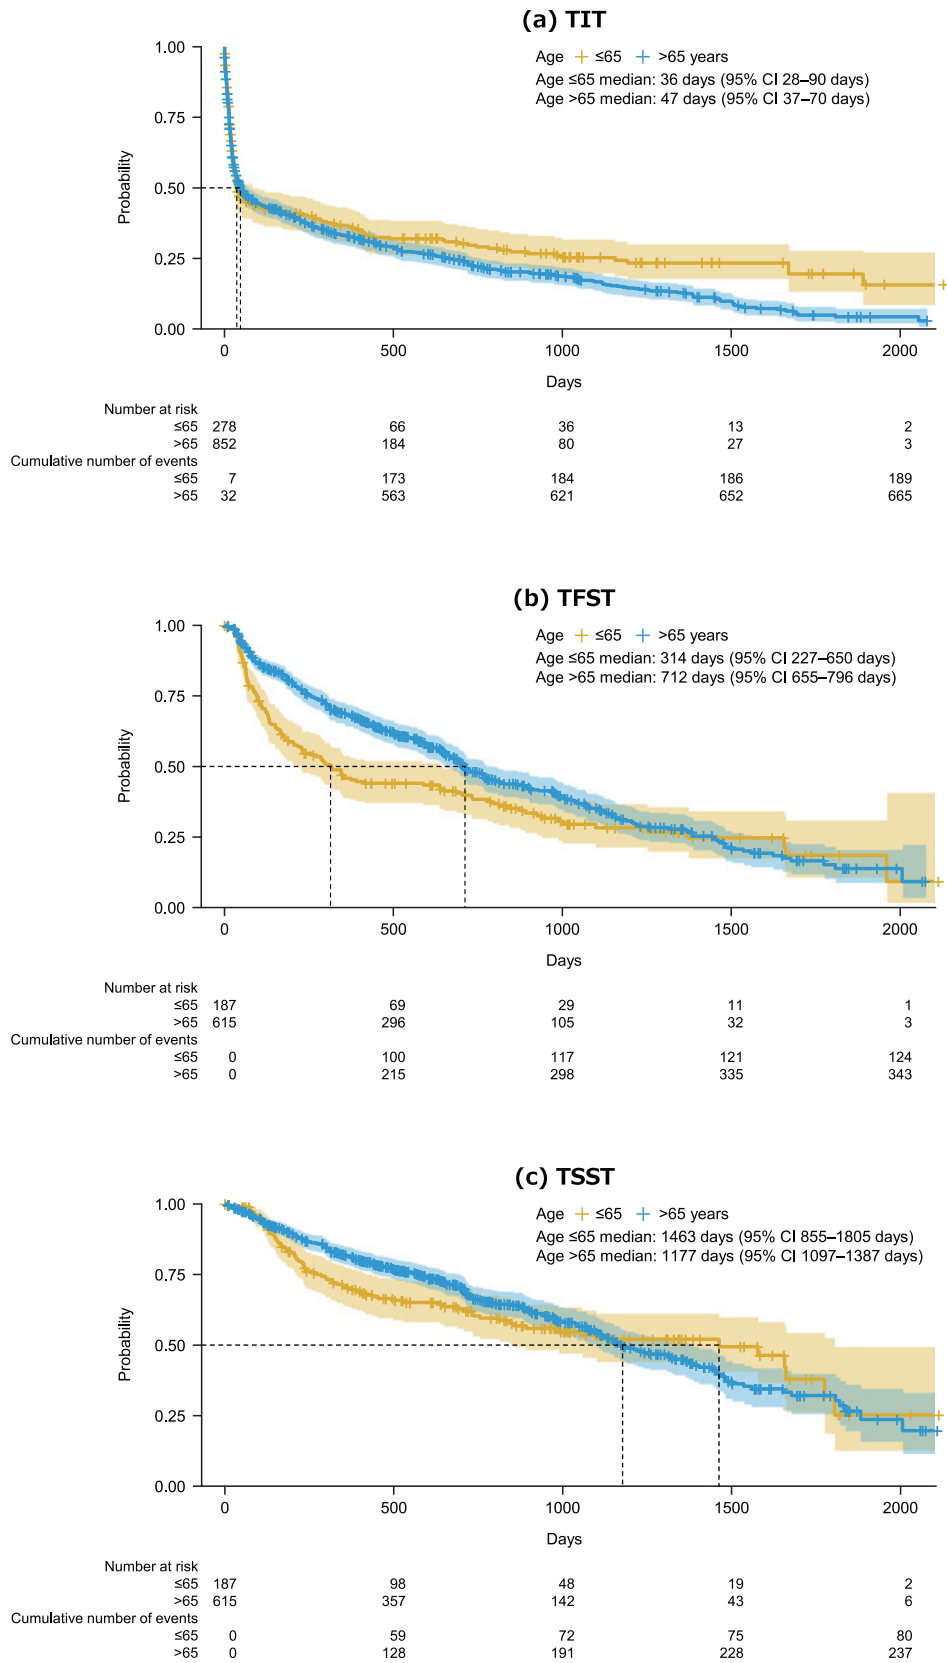 (a) TIT
Age ≤65 >65 years
Age ≤65 median: 36 days (95% CI 28–90 days)
Age >65 median: 47 days (95% CI 37–70 days)
1.00
0.75
0.50
0.25
0.00
Probability
0 500 1000 1500 2000
Days
Number at risk
≤65 278 66 36 13 2
>65 852 184 80 27 3
Cumulative number of events
≤65 7 173 184 186 189
>65 32 563 621 652 665
(b) TFST
Age ≤65 >65 years
Age ≤65 median: 314 days (95% CI 227–650 days)
Age >65 median: 712 days (95% CI 655–796 days)
1.00
0.75
0.50
0.25
0.00
Probability
0 500 1000 1500 2000
Days
Number at risk
≤65 187 69 29 11 1
>65 615 296 105 32 3
Cumulative number of events
≤65 0 100 117 121 124
>65 0 215 298 335 343
(c) TSST
Age ≤65 >65 years
Age ≤65 median: 1463 days (95% CI 855–1805 days)
Age >65 median: 1177 days (95% CI 1097–1387 days)
1.00
0.75
0.50
0.25
0.00
Probability
0 500 1000 1500 2000
Days
Number at risk
≤65 187 98 48 19 2
>65 615 357 142 43 6
Cumulative number of events
≤65 0 59 72 75 80
>65 0 128 191 228 237